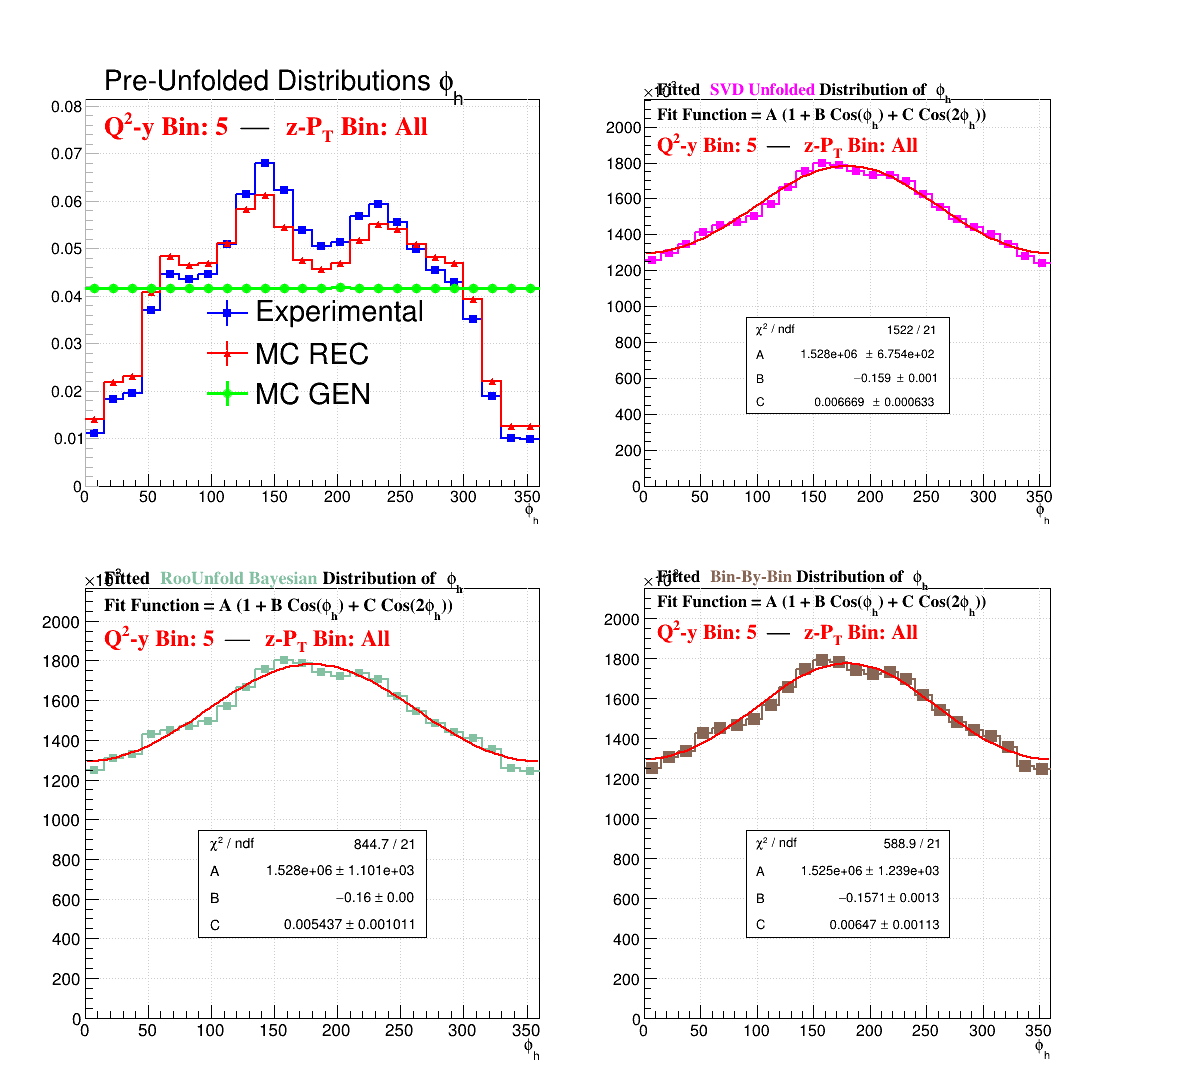 Pre-Unfolded Distributions ϕh
Q²-y Bin: 5 — z-PT Bin: All
0.08
0.07
0.06
0.05
0.04
0.03
0.02
0.01
0
Experimental
MC REC
MC GEN
0 50 100 150 200 250 300 350
ϕh
Fitted SVD Unfolded Distribution of ϕh
Fit Function = A (1 + B Cos(ϕh) + C Cos(2ϕh))
Q²-y Bin: 5 — z-PT Bin: All
2000
1800
1600
1400
1200
1000
800
600
400
200
0
χ² / ndf 1522 / 21
A 1.528e+06 ± 6.754e+02
B −0.159 ± 0.001
C 0.006669 ± 0.000633
0 50 100 150 200 250 300 350
ϕh
Fitted RooUnfold Bayesian Distribution of ϕh
Fit Function = A (1 + B Cos(ϕh) + C Cos(2ϕh))
Q²-y Bin: 5 — z-PT Bin: All
2000
1800
1600
1400
1200
1000
800
600
400
200
0
χ² / ndf 844.7 / 21
A 1.528e+06 ± 1.101e+03
B −0.16 ± 0.00
C 0.005437 ± 0.001011
0 50 100 150 200 250 300 350
ϕh
Fitted Bin-By-Bin Distribution of ϕh
Fit Function = A (1 + B Cos(ϕh) + C Cos(2ϕh))
Q²-y Bin: 5 — z-PT Bin: All
2000
1800
1600
1400
1200
1000
800
600
400
200
0
χ² / ndf 588.9 / 21
A 1.525e+06 ± 1.239e+03
B −0.1571 ± 0.0013
C 0.00647 ± 0.00113
0 50 100 150 200 250 300 350
ϕh